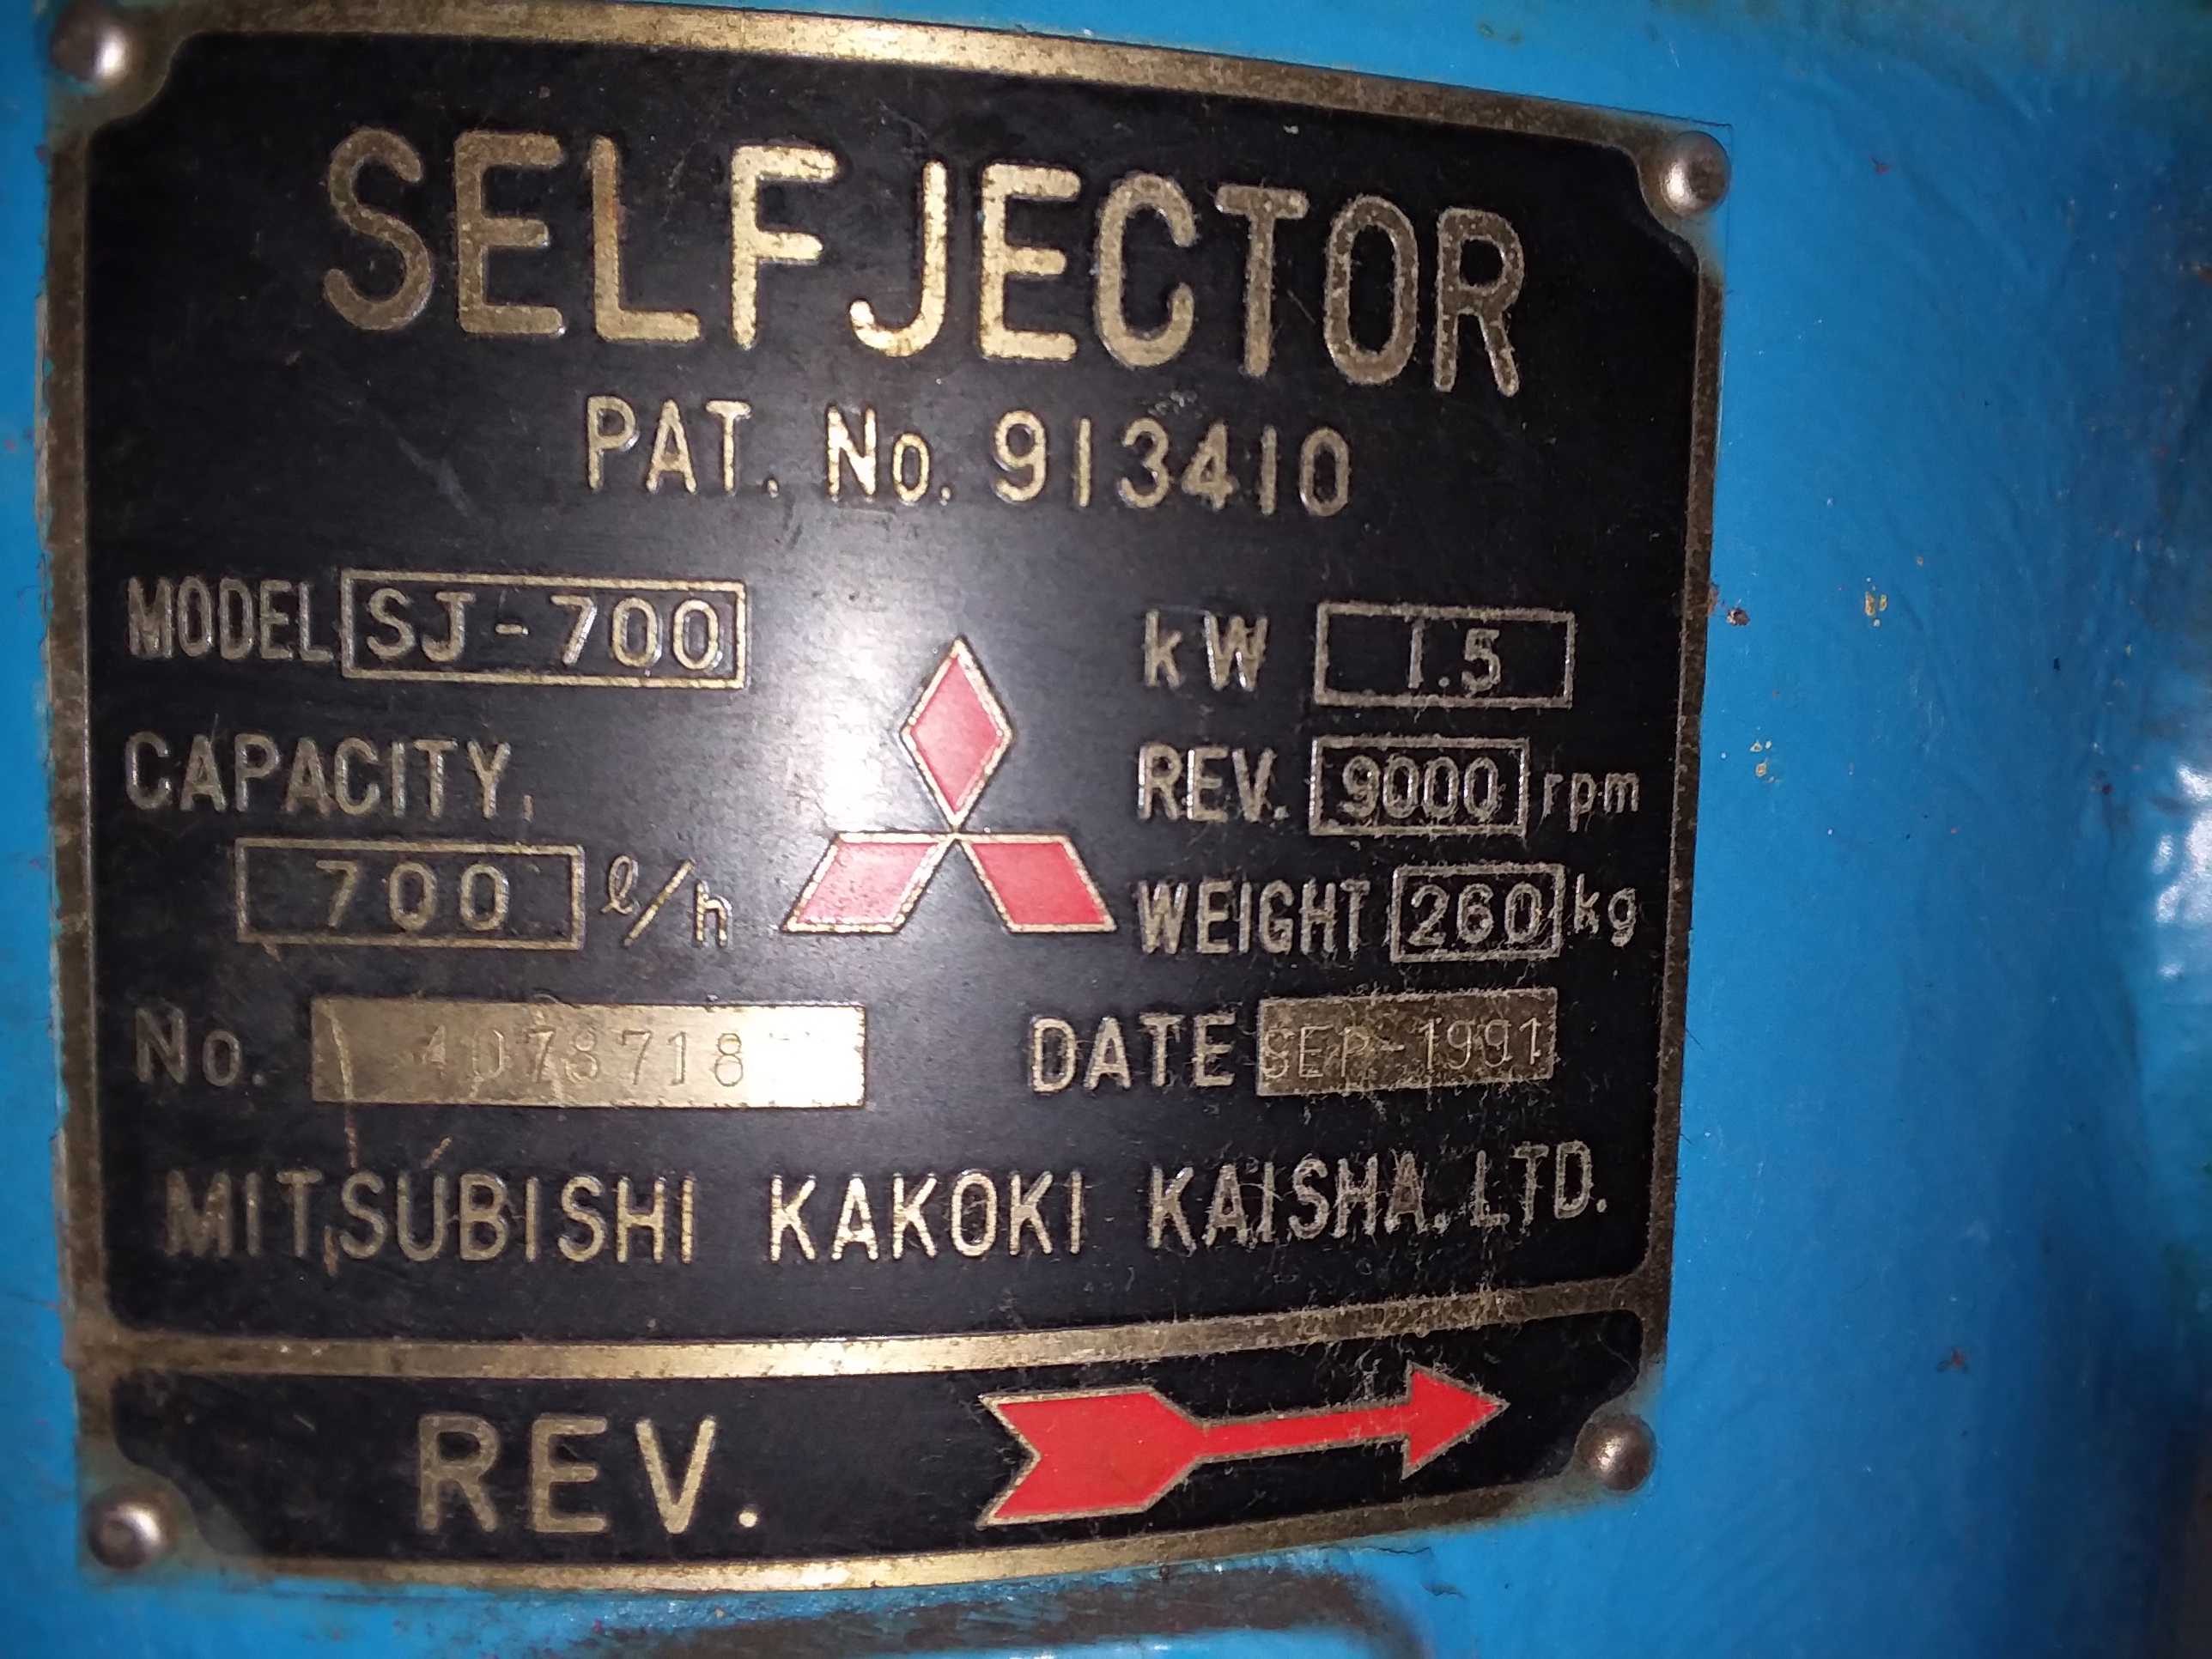 SELFJECTOR
PAT. No. 913410
MODEL SJ-700
kW 1.5
CAPACITY,
700 l/h
REV. 9000 rpm
WEIGHT 260 kg
No.
DATE SEP-1991
MITSUBISHI KAKOKI KAISHA. LTD.
REV.